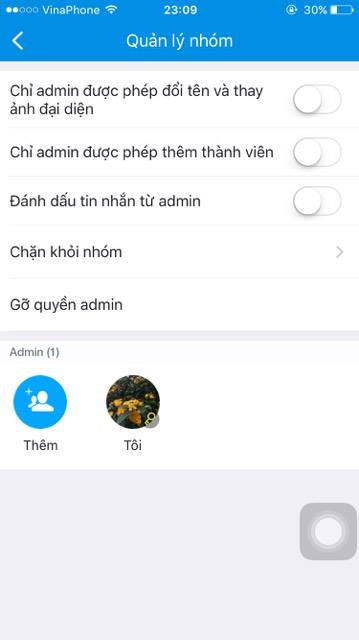 VinaPhone 23:09 30%
Quản lý nhóm
Chỉ admin được phép đổi tên và thay
ảnh đại diện
Chỉ admin được phép thêm thành viên
Đánh dấu tin nhắn từ admin
Chặn khỏi nhóm
Gỡ quyền admin
Admin (1)
Thêm Tôi